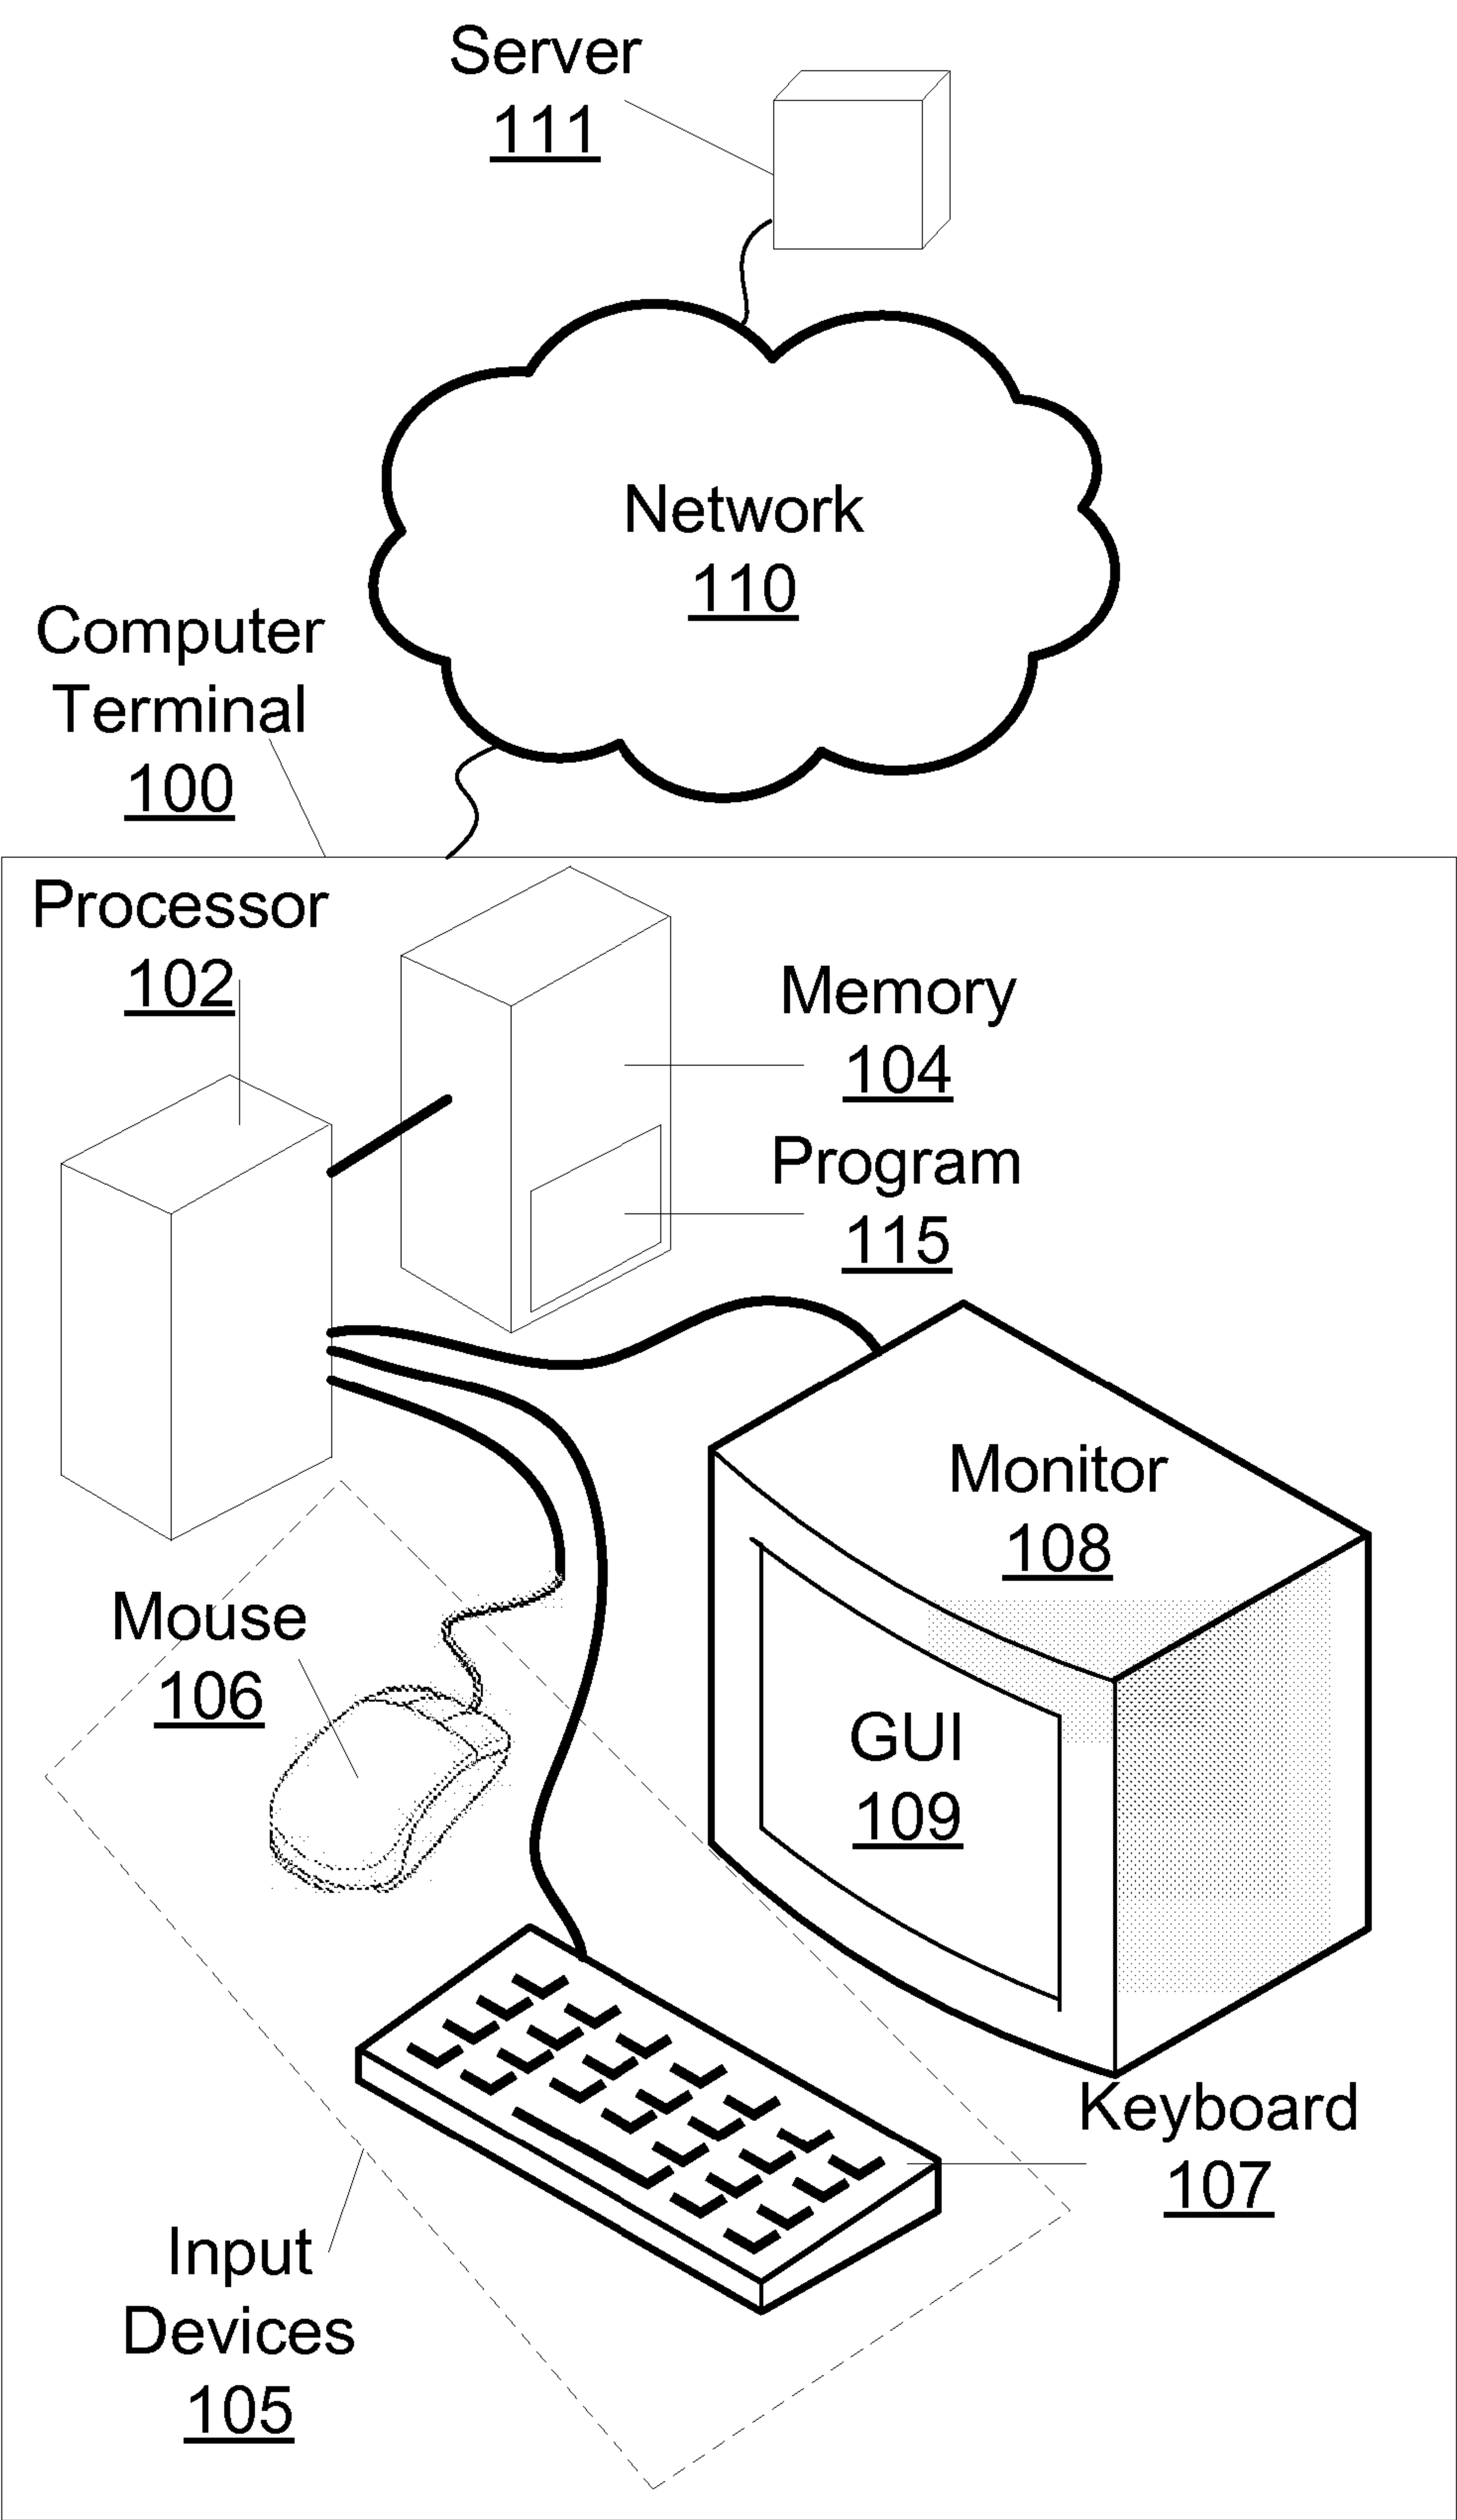 Server
111
Network
110
Computer
Terminal
100
Processor
102
Memory
104
Program
115
Monitor
108
Mouse
106
GUI
109
Keyboard
107
Input
Devices
105